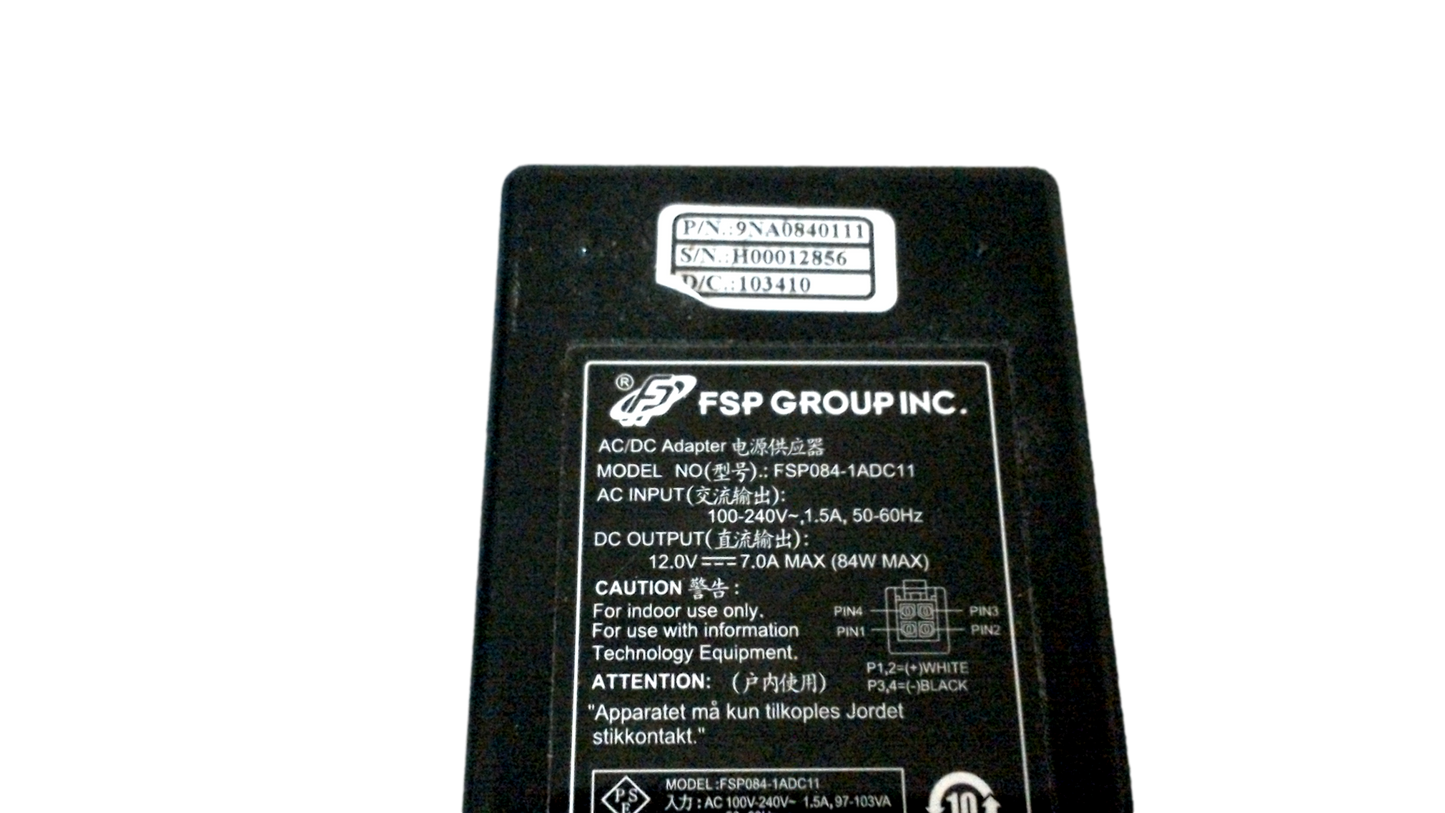 P/N.:9NA0840111
S/N.:H00012856
D/C.:103410
® FSP GROUP INC.
AC/DC Adapter 电源供应器
MODEL NO(型号).: FSP084-1ADC11
AC INPUT(交流输出):
100-240V~,1.5A, 50-60Hz
DC OUTPUT(直流输出):
12.0V⎓7.0A MAX (84W MAX)
CAUTION 警告:
For indoor use only.
For use with information
Technology Equipment.
PIN4 PIN3
PIN1 PIN2
P1,2=(+)WHITE
P3,4=(-)BLACK
ATTENTION: (户内使用)
"Apparatet må kun tilkoples Jordet
stikkontakt."
PSE
MODEL:FSP084-1ADC11
入力:AC 100V-240V~ 1.5A,97-103VA
10